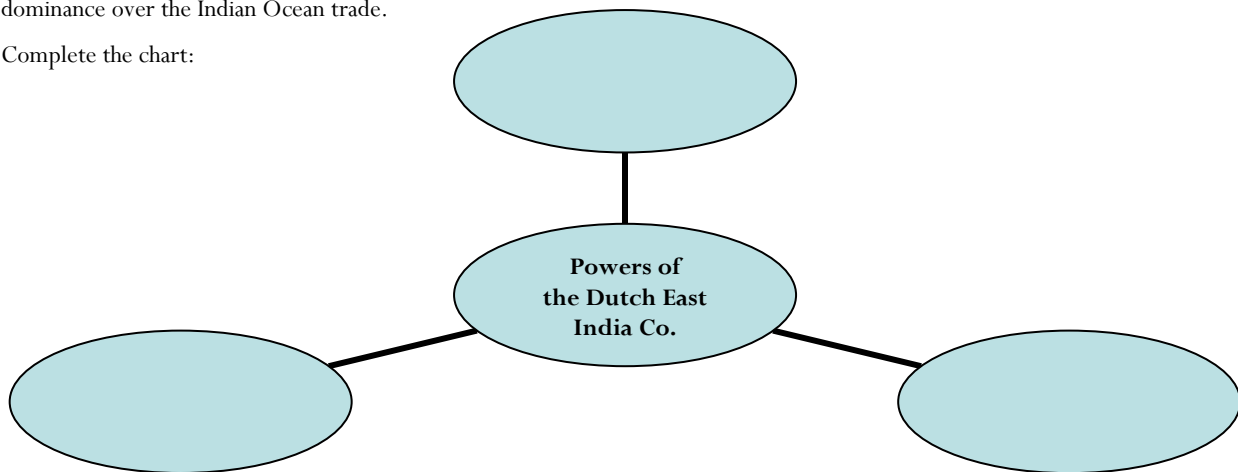 dominance over the Indian Ocean trade.
Complete the chart:
Powers of
the Dutch East
India Co.